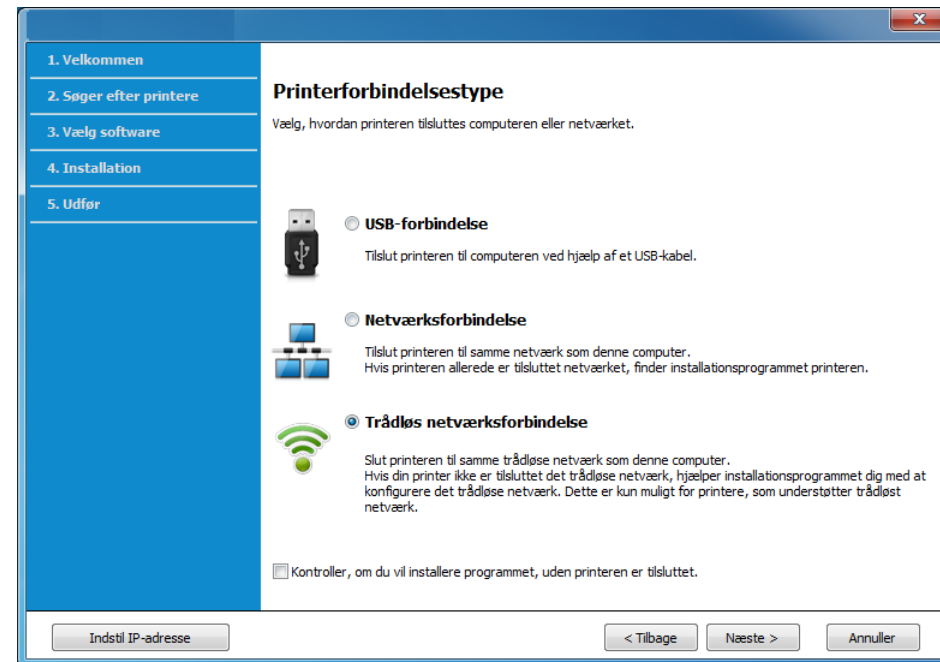 1. Velkommen
2. Søger efter printere
3. Vælg software
4. Installation
5. Udfør
Printerforbindelsestype
Vælg, hvordan printeren tilsluttes computeren eller netværket.
USB-forbindelse
Tilslut printeren til computeren ved hjælp af et USB-kabel.
Netværksforbindelse
Tilslut printeren til samme netværk som denne computer.
Hvis printeren allerede er tilsluttet netværket, finder installationsprogrammet printeren.
Trådløs netværksforbindelse
Slut printeren til samme trådløse netværk som denne computer.
Hvis din printer ikke er tilsluttet det trådløse netværk, hjælper installationsprogrammet dig med at
konfigurere det trådløse netværk. Dette er kun muligt for printere, som understøtter trådløst
netværk.
Kontroller, om du vil installere programmet, uden printeren er tilsluttet.
Indstil IP-adresse
< Tilbage
Næste >
Annuller